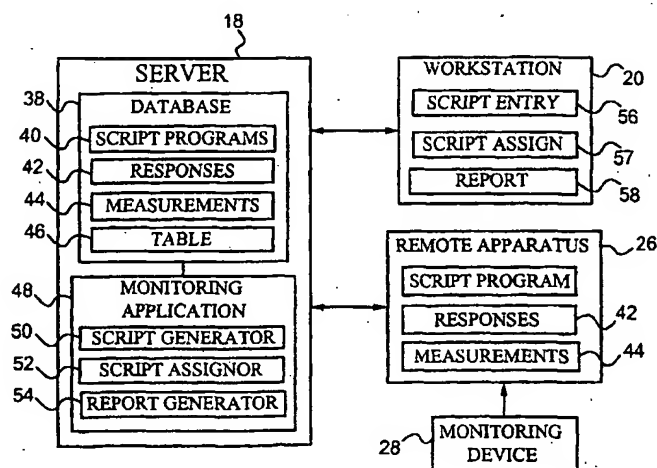 18
SERVER
38
DATABASE
40
SCRIPT PROGRAMS
42
RESPONSES
44
MEASUREMENTS
46
TABLE
48
MONITORING
APPLICATION
50
SCRIPT GENERATOR
52
SCRIPT ASSIGNOR
54
REPORT GENERATOR
WORKSTATION
20
SCRIPT ENTRY
56
SCRIPT ASSIGN
57
REPORT
58
REMOTE APPARATUS
26
SCRIPT PROGRAM
RESPONSES
42
MEASUREMENTS
44
28
MONITORING
DEVICE